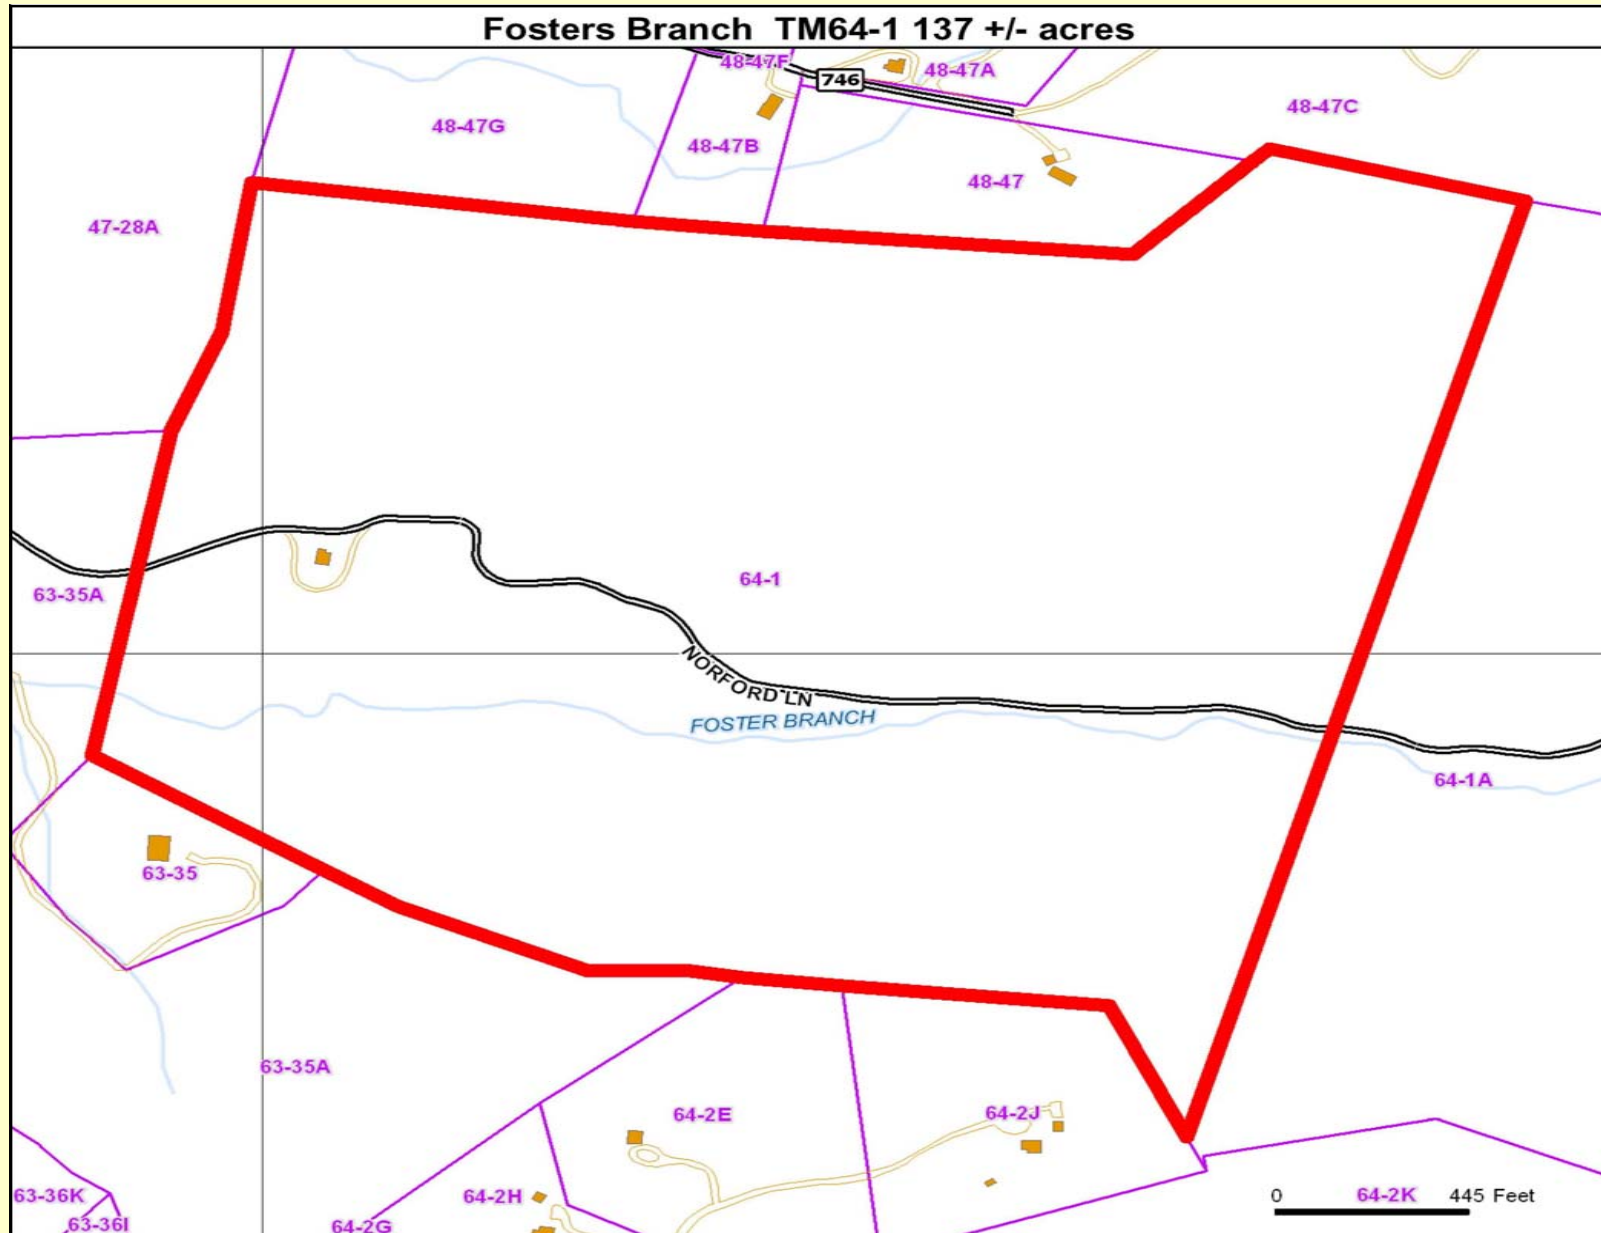 Fosters Branch TM64-1 137 +/- acres
48-47F
746
48-47A
48-47C
48-47G
48-47B
48-47
47-28A
64-1
63-35A
NORFORD LN
FOSTER BRANCH
64-1A
63-35
63-35A
64-2E
64-2J
63-36K
64-2H
0
64-2K
445 Feet
63-36I
64-2G